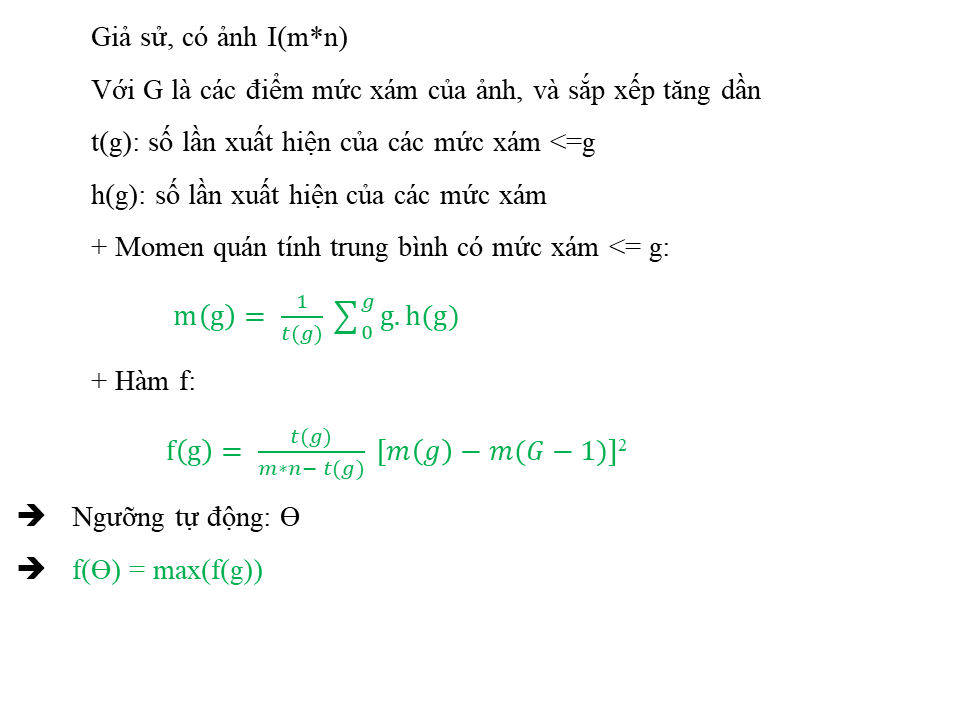 Giả sử, có ảnh I(m*n)
Với G là các điểm mức xám của ảnh, và sắp xếp tăng dần
t(g): số lần xuất hiện của các mức xám <=g
h(g): số lần xuất hiện của các mức xám
+ Momen quán tính trung bình có mức xám <= g:
m(g) = 1/t(g) ∑₀^g g. h(g)
+ Hàm f:
f(g) = t(g)/(m∗n− t(g)) [m(g) − m(G − 1)]²
➔ Ngưỡng tự động: Ө
➔ f(Ө) = max(f(g))